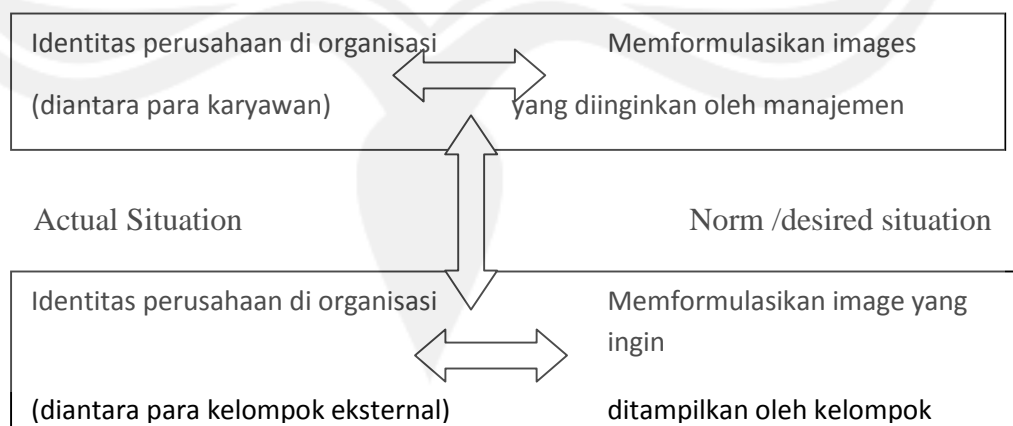 Identitas perusahaan di organisasi Memformulasikan images
(diantara para karyawan) yang diinginkan oleh manajemen
Actual Situation Norm /desired situation
Identitas perusahaan di organisasi Memformulasikan image yang
ingin
(diantara para kelompok eksternal) ditampilkan oleh kelompok